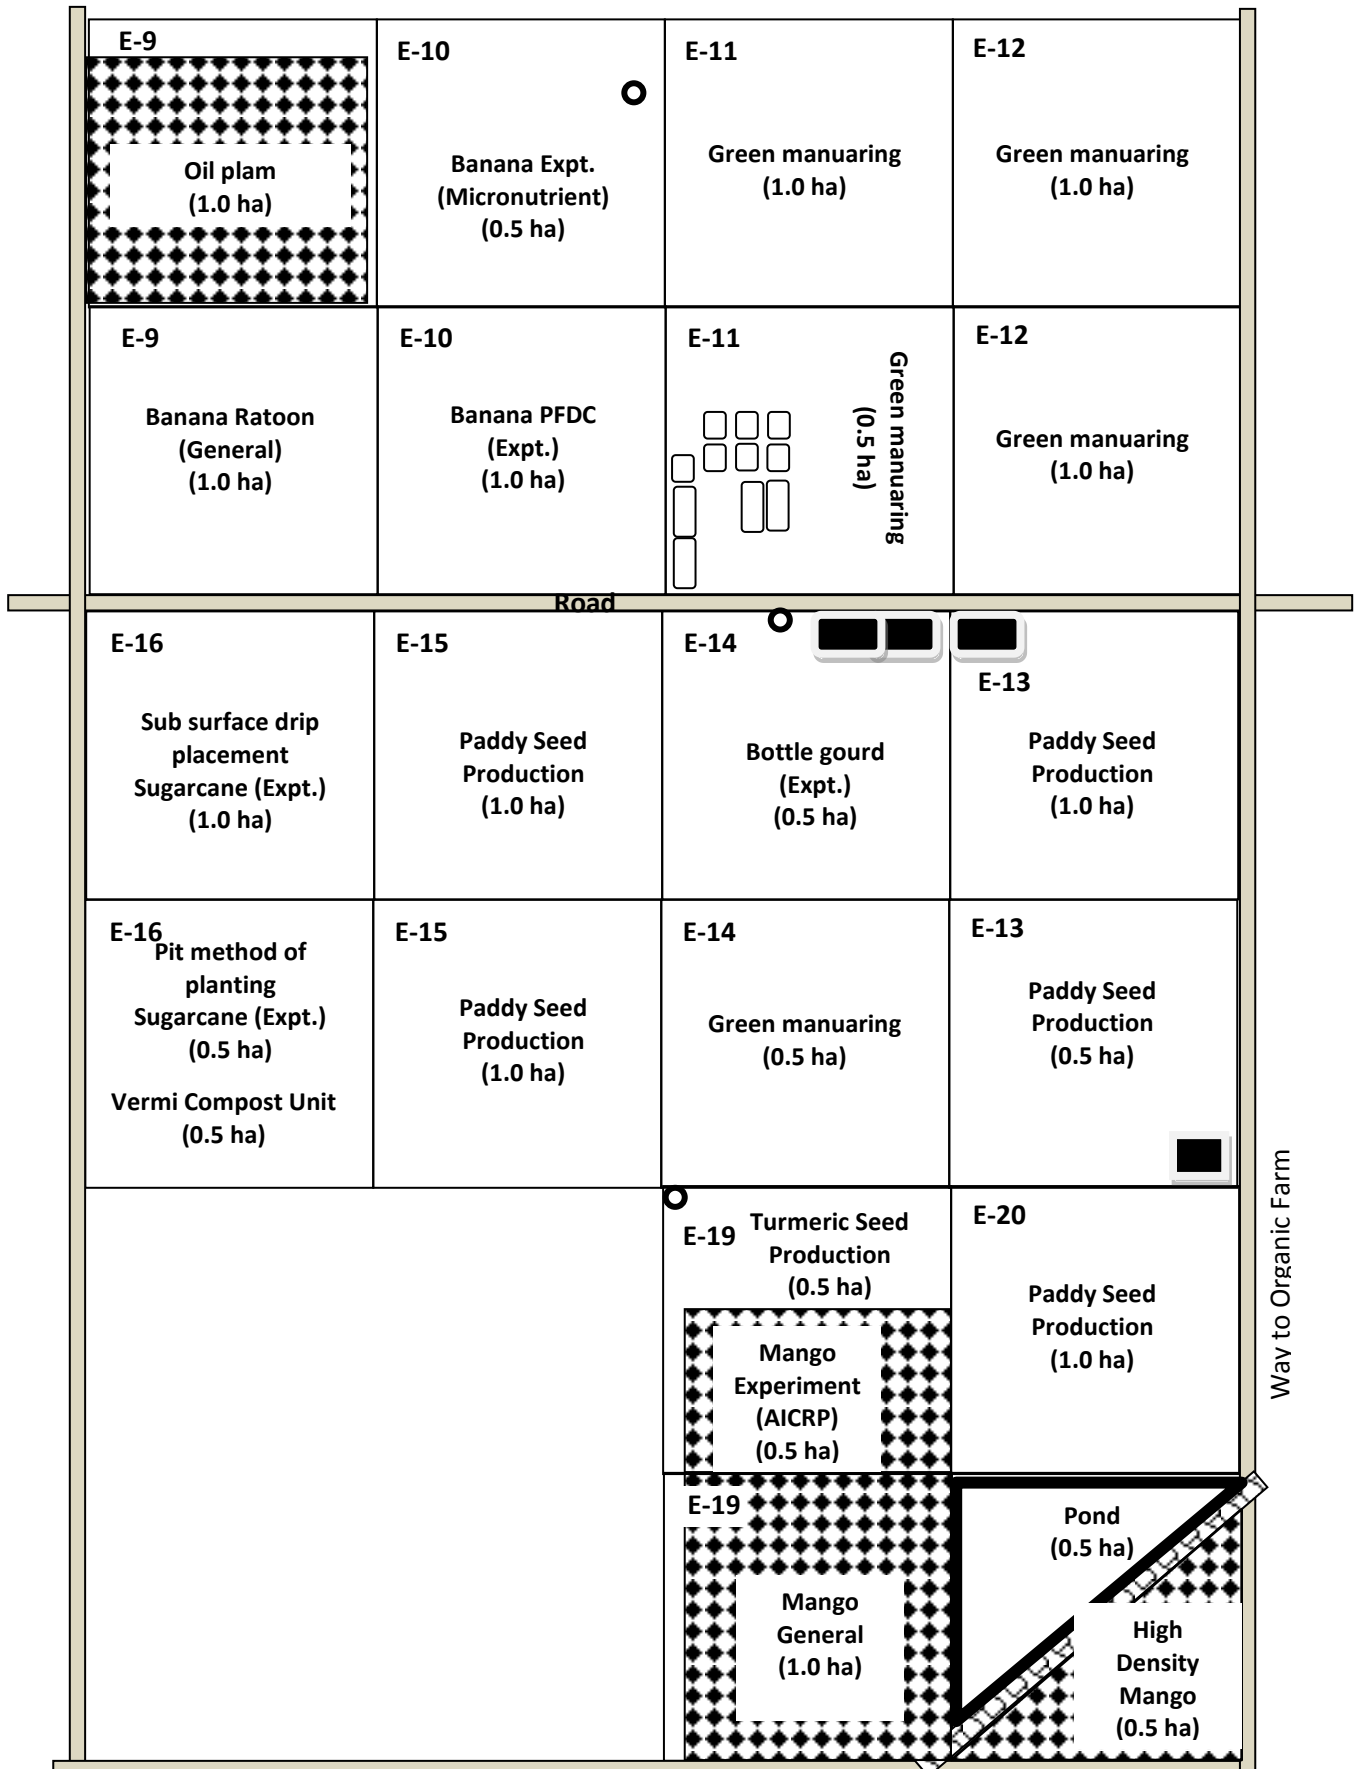 E-9
Oil plam
(1.0 ha)
E-10
Banana Expt.
(Micronutrient)
(0.5 ha)
E-11
Green manuaring
(1.0 ha)
E-12
Green manuaring
(1.0 ha)
E-9
Banana Ratoon
(General)
(1.0 ha)
E-10
Banana PFDC
(Expt.)
(1.0 ha)
E-11
Green manuaring
(0.5 ha)
E-12
Green manuaring
(1.0 ha)
Road
E-16
Sub surface drip
placement
Sugarcane (Expt.)
(1.0 ha)
E-15
Paddy Seed
Production
(1.0 ha)
E-14
Bottle gourd
(Expt.)
(0.5 ha)
E-13
Paddy Seed
Production
(1.0 ha)
E-16
Pit method of
planting
Sugarcane (Expt.)
(0.5 ha)
Vermi Compost Unit
(0.5 ha)
E-15
Paddy Seed
Production
(1.0 ha)
E-14
Green manuaring
(0.5 ha)
E-13
Paddy Seed
Production
(0.5 ha)
E-19
Turmeric Seed
Production
(0.5 ha)
Mango
Experiment
(AICRP)
(0.5 ha)
E-20
Paddy Seed
Production
(1.0 ha)
Way to Organic Farm
E-19
Mango
General
(1.0 ha)
Pond
(0.5 ha)
High
Density
Mango
(0.5 ha)